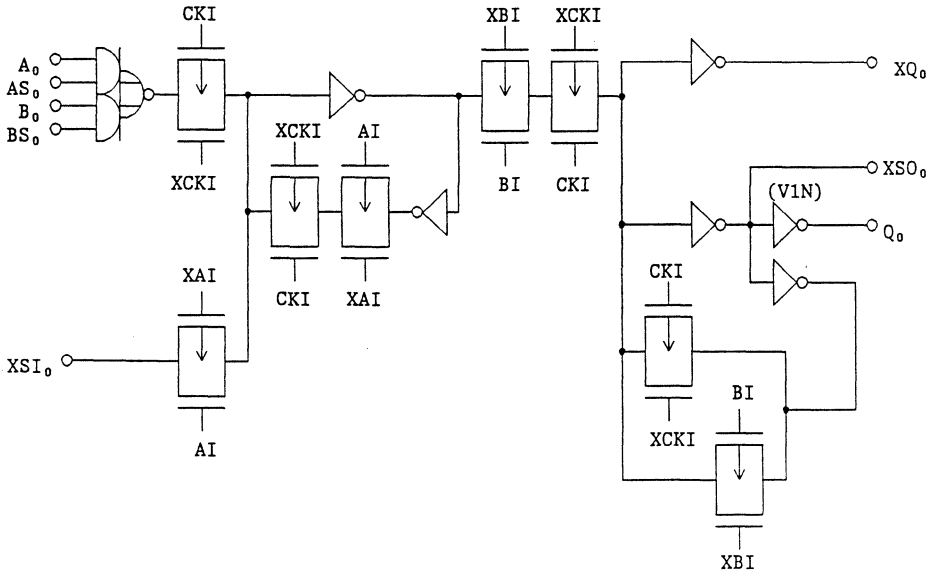 CKI
XBI
XCKI
A₀
AS₀
B₀
BS₀
XQ₀
XCKI
XCKI
AI
BI
CKI
XSO₀
(V1N)
Q₀
CKI
XAI
XAI
CKI
XSI₀
AI
XCKI
BI
XBI